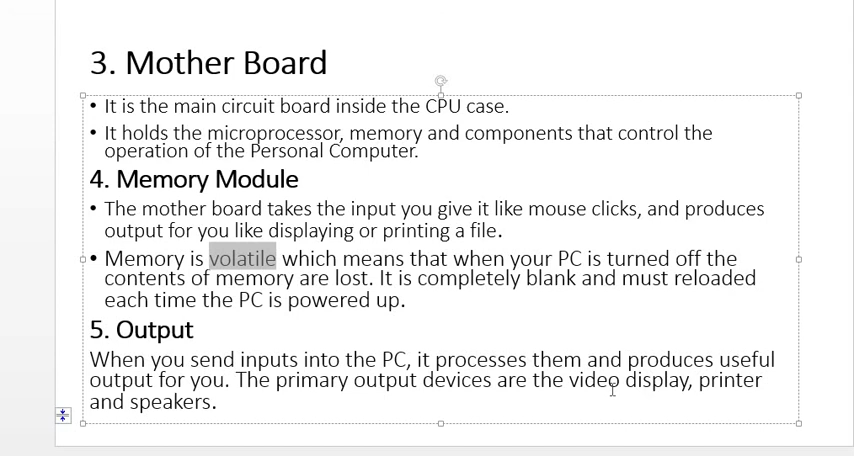 3. Mother Board
• It is the main circuit board inside the CPU case.
• It holds the microprocessor, memory and components that control the
operation of the Personal Computer.
4. Memory Module
• The mother board takes the input you give it like mouse clicks, and produces
output for you like displaying or printing a file.
• Memory is volatile which means that when your PC is turned off the
contents of memory are lost. It is completely blank and must reloaded
each time the PC is powered up.
5. Output
When you send inputs into the PC, it processes them and produces useful
output for you. The primary output devices are the video display, printer
and speakers.